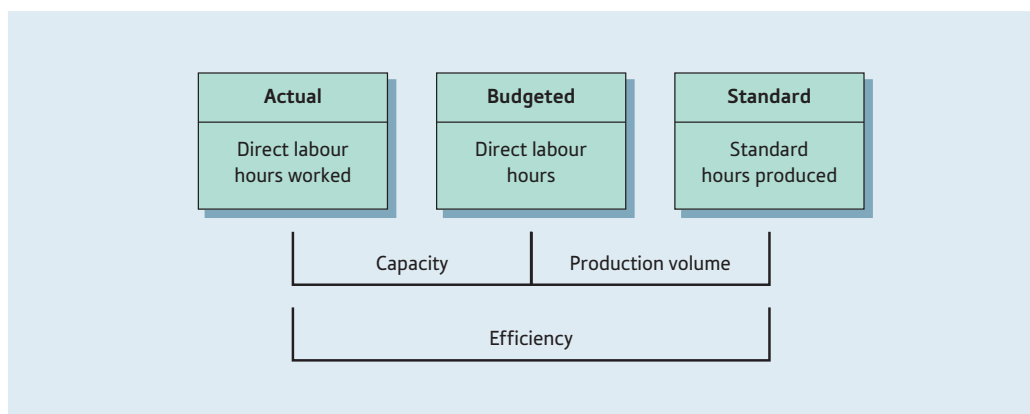 Actual
Direct labour
hours worked
Budgeted
Direct labour
hours
Standard
Standard
hours produced
Capacity
Production volume
Efficiency